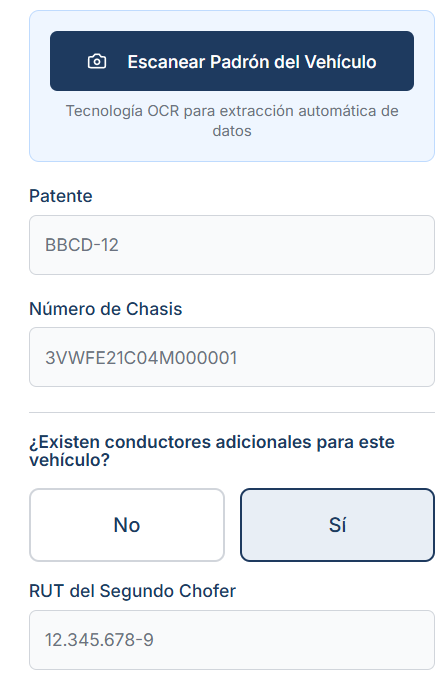 Escanear Padrón del Vehículo
Tecnología OCR para extracción automática de
datos
Patente
BBCD-12
Número de Chasis
3VWFE21C04M000001
¿Existen conductores adicionales para este
vehículo?
No
Sí
RUT del Segundo Chofer
12.345.678-9